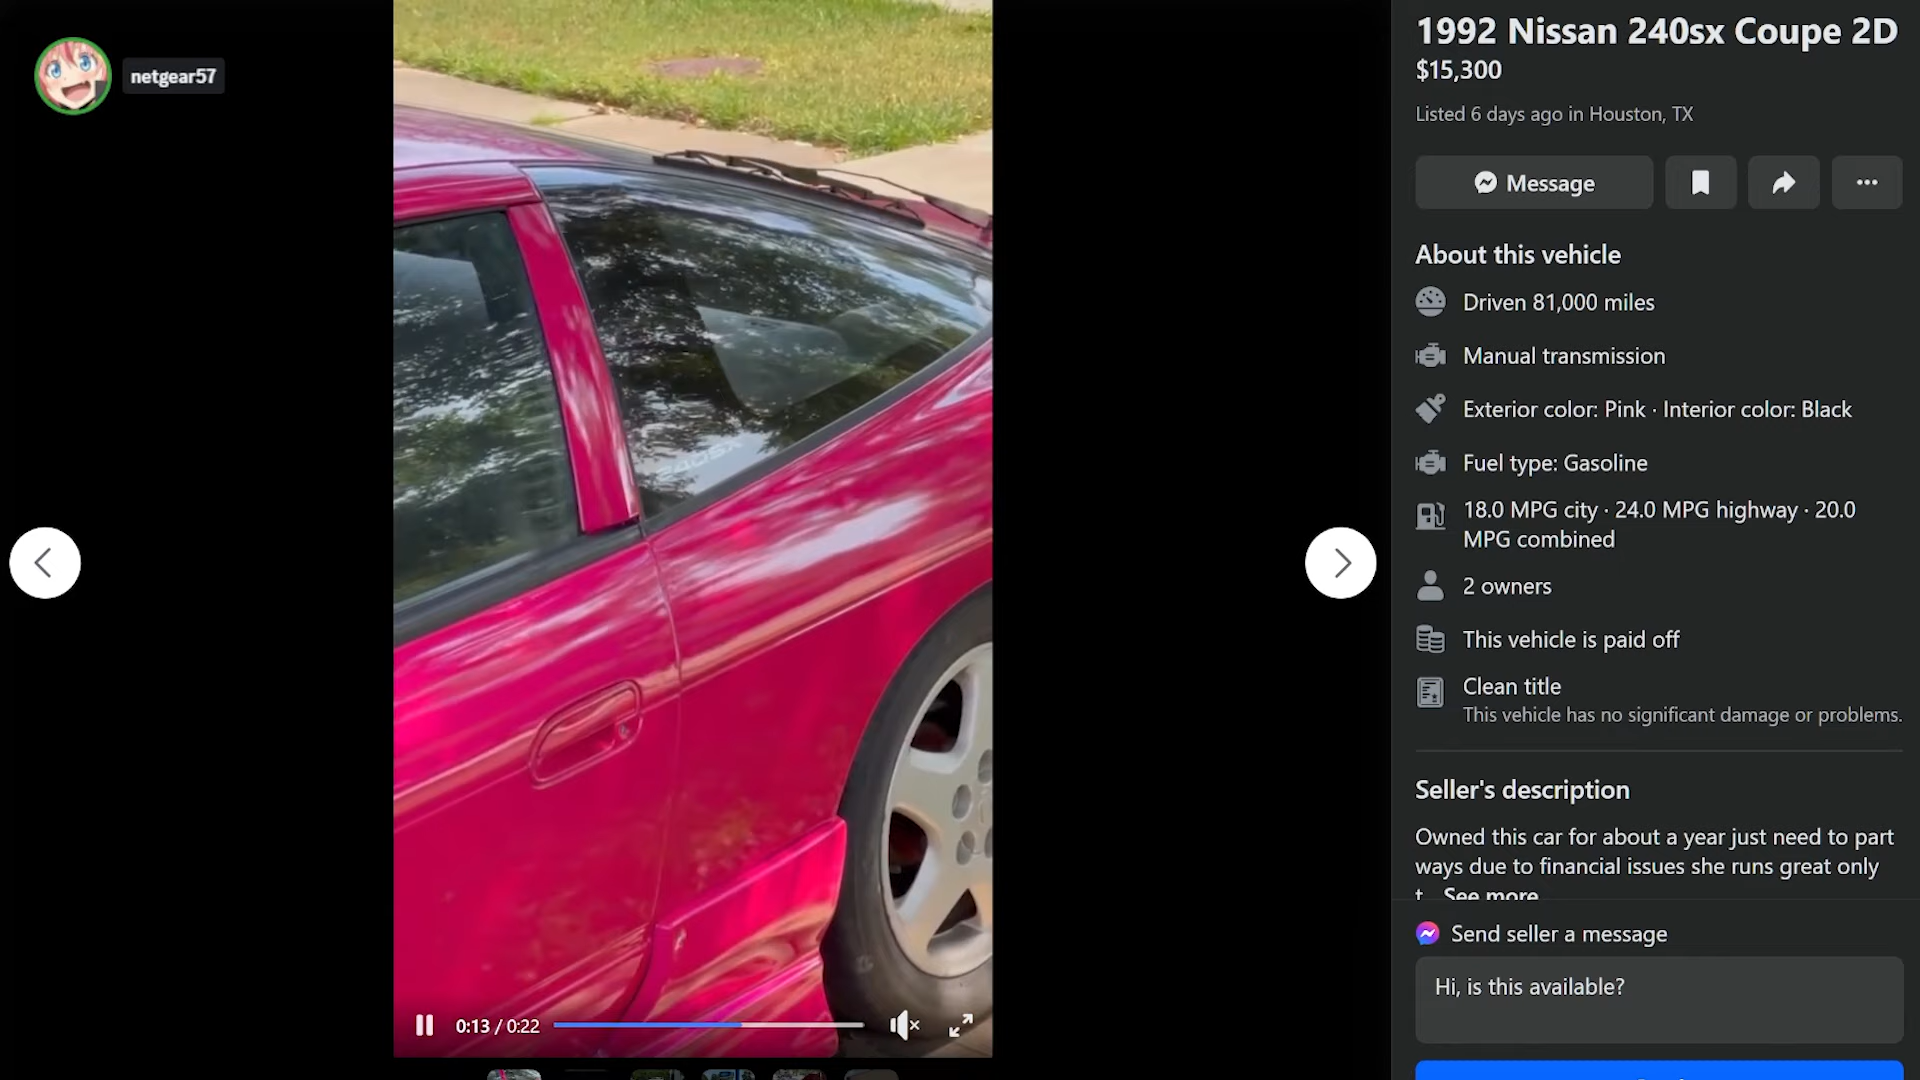 netgear57
1992 Nissan 240sx Coupe 2D
$15,300
Listed 6 days ago in Houston, TX
Message
About this vehicle
Driven 81,000 miles
Manual transmission
Exterior color: Pink · Interior color: Black
Fuel type: Gasoline
18.0 MPG city · 24.0 MPG highway · 20.0
MPG combined
2 owners
This vehicle is paid off
Clean title
This vehicle has no significant damage or problems.
Seller's description
Owned this car for about a year just need to part
ways due to financial issues she runs great only
t... See more
Send seller a message
Hi, is this available?
240SX
0:13 / 0:22